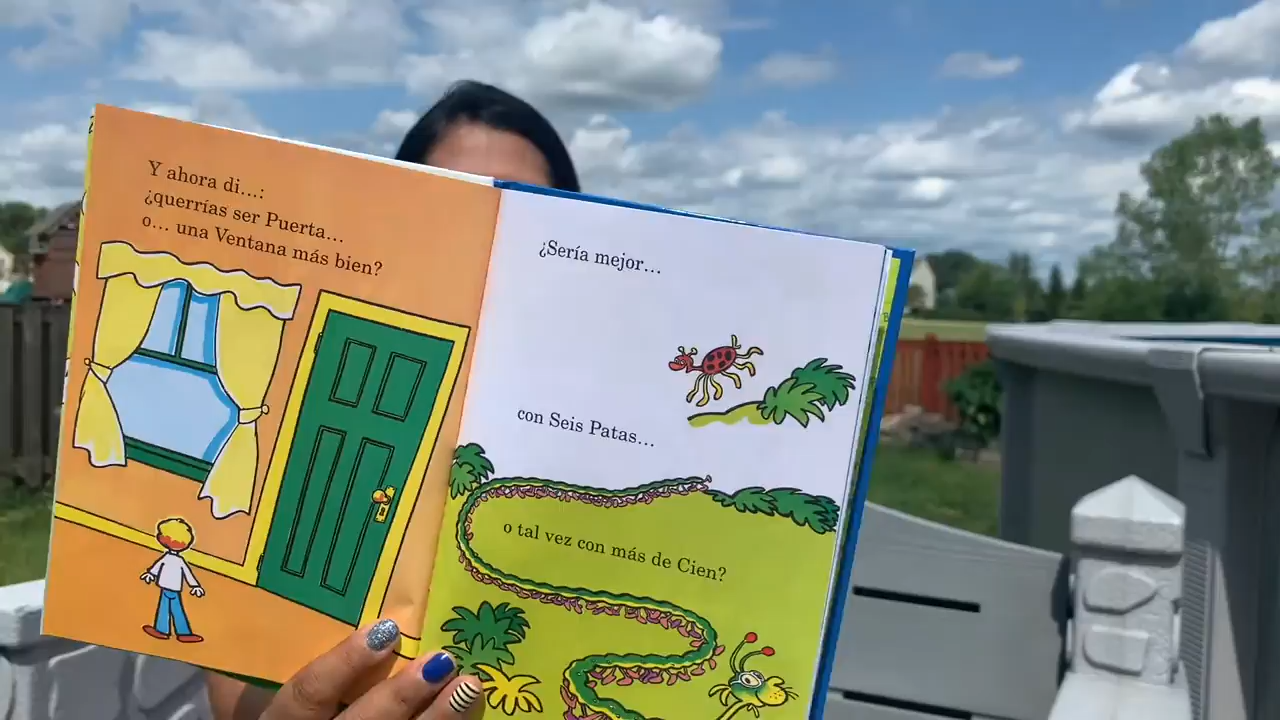 Y ahora di...:
¿querrías ser Puerta...
o... una Ventana más bien?
¿Sería mejor...
con Seis Patas...
o tal vez con más de Cien?